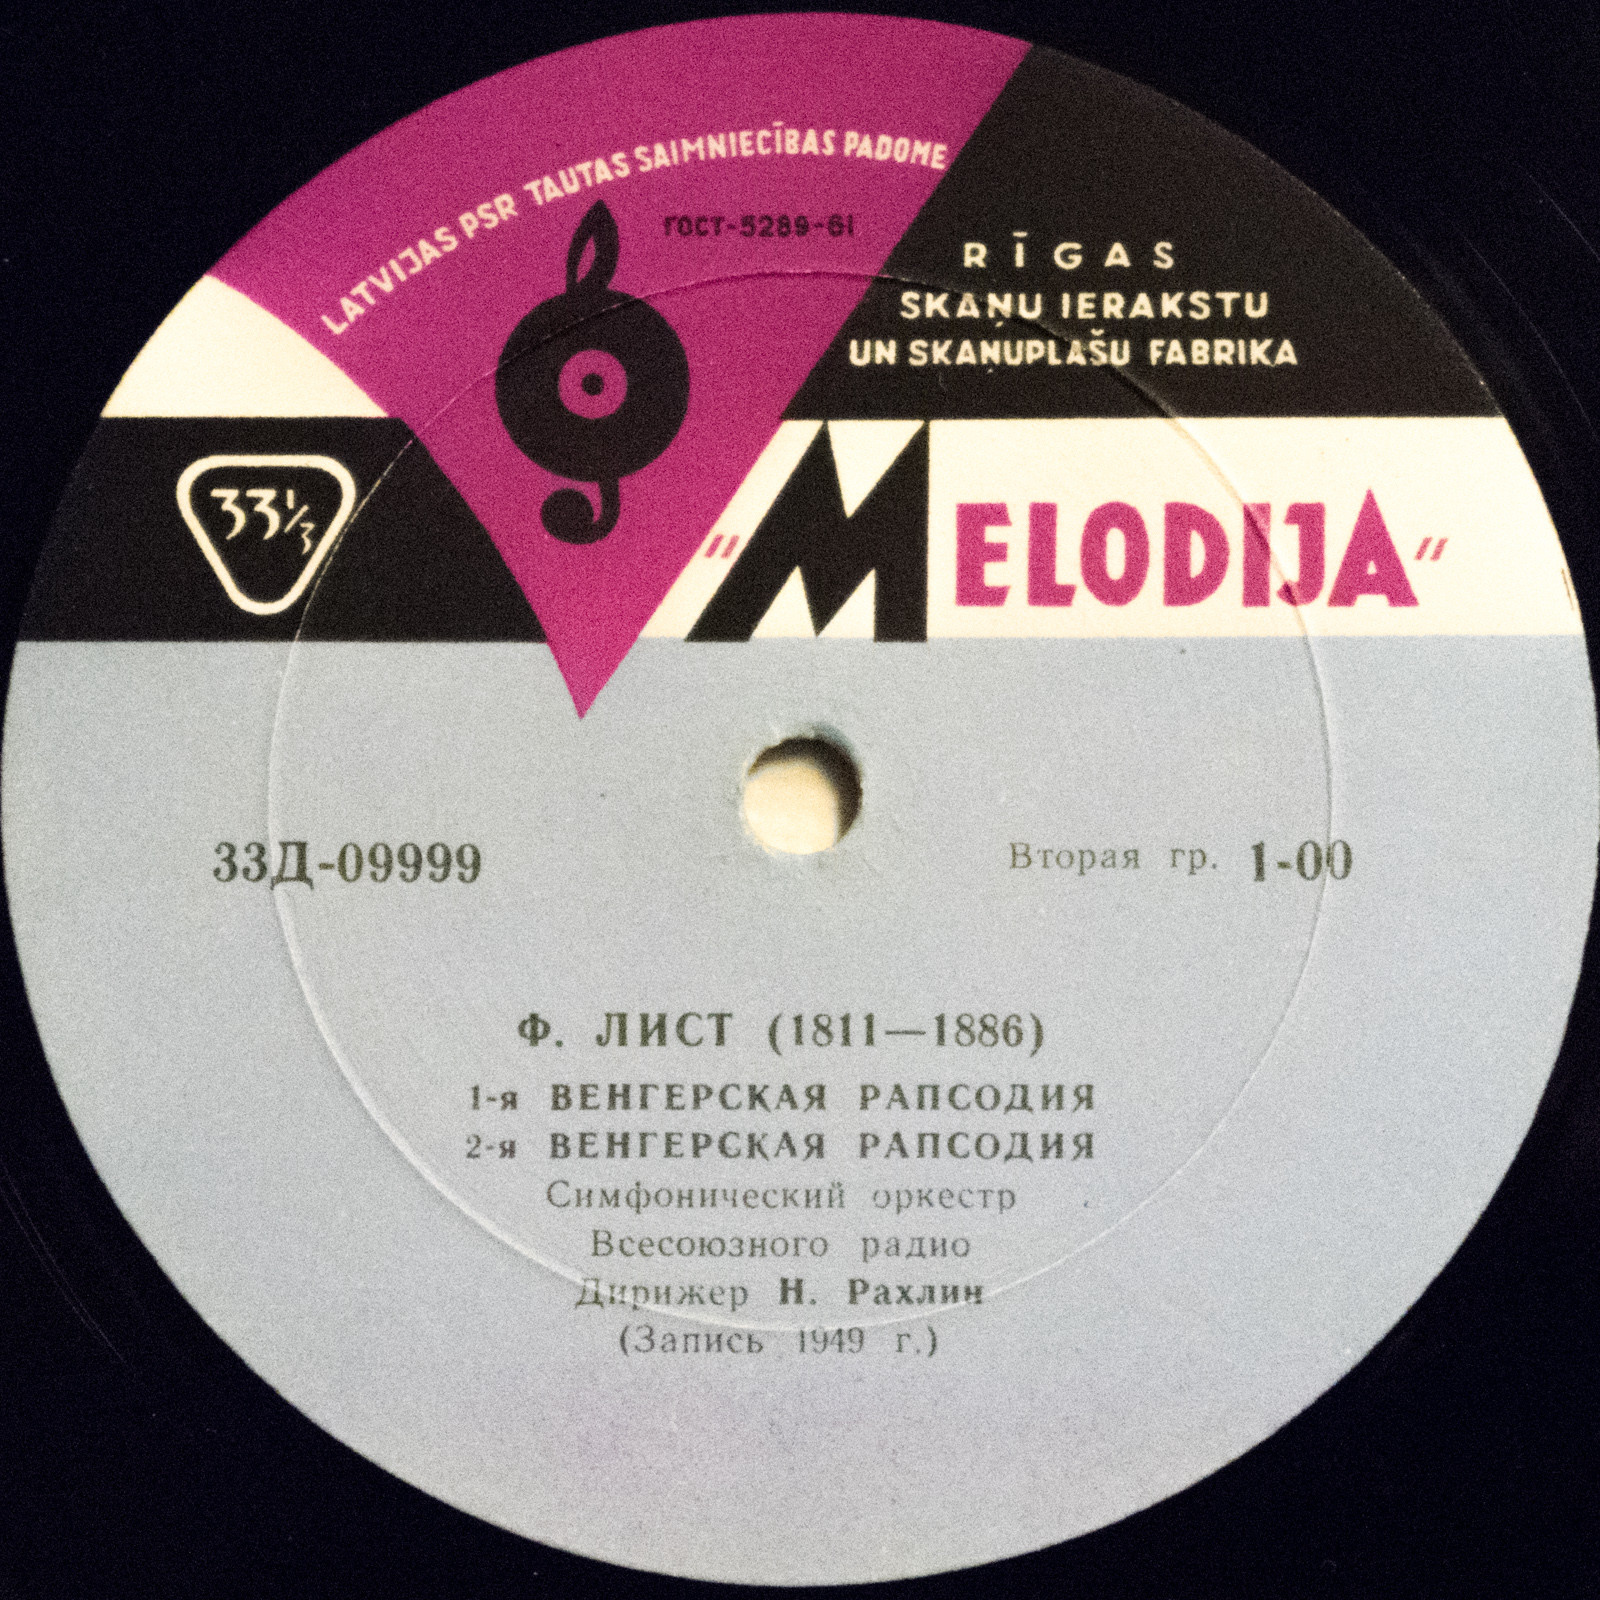 LATVIJAS PSR TAUTAS SAIMNIECĪBAS PADOME
ГОСТ-5289-61
RĪGAS
SKAŅU IERAKSTU
UN SKAŅUPLAŠU FABRIKA
33⅓
"MELODIJA"
33Д-09999
Вторая гр. 1-00
Ф. ЛИСТ (1811—1886)
1-я ВЕНГЕРСКАЯ РАПСОДИЯ
2-я ВЕНГЕРСКАЯ РАПСОДИЯ
Симфонический оркестр
Всесоюзного радио
Дирижер Н. Рахлин
(Запись 1949 г.)